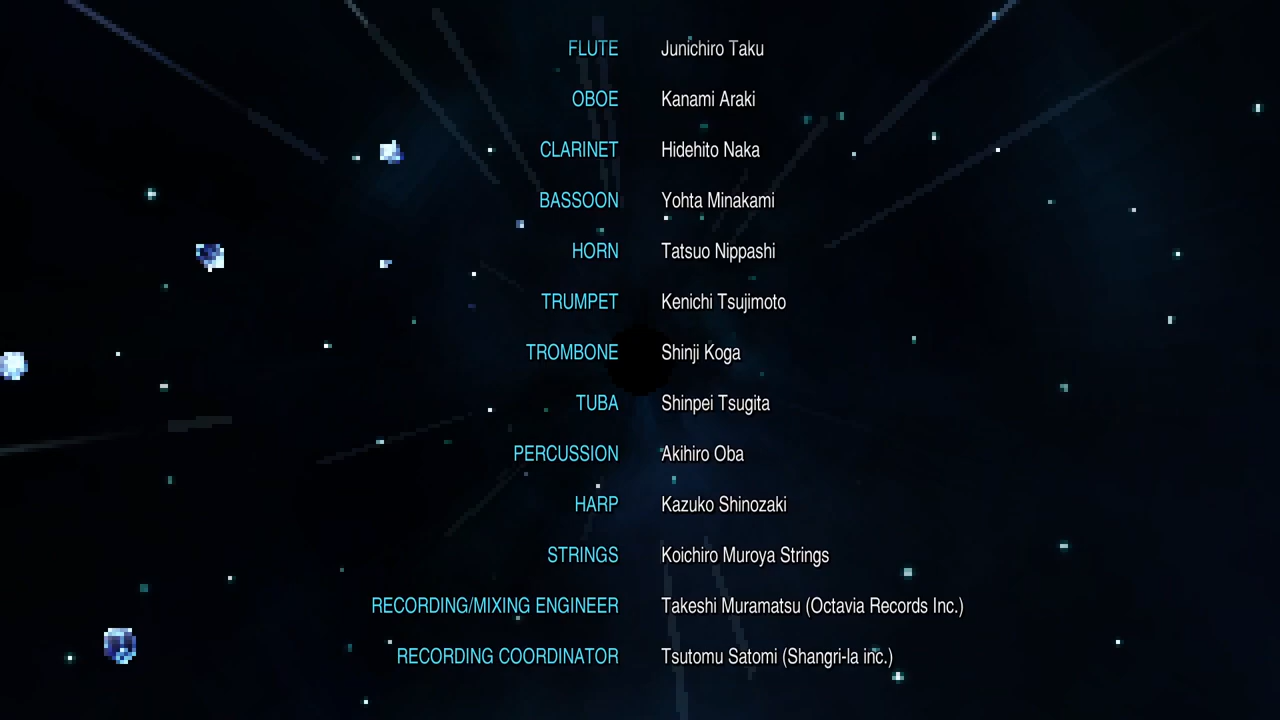 FLUTE Junichiro Taku
OBOE Kanami Araki
CLARINET Hidehito Naka
BASSOON Yohta Minakami
HORN Tatsuo Nippashi
TRUMPET Kenichi Tsujimoto
TROMBONE Shinji Koga
TUBA Shinpei Tsugita
PERCUSSION Akihiro Oba
HARP Kazuko Shinozaki
STRINGS Koichiro Muroya Strings
RECORDING/MIXING ENGINEER Takeshi Muramatsu (Octavia Records Inc.)
RECORDING COORDINATOR Tsutomu Satomi (Shangri-la inc.)